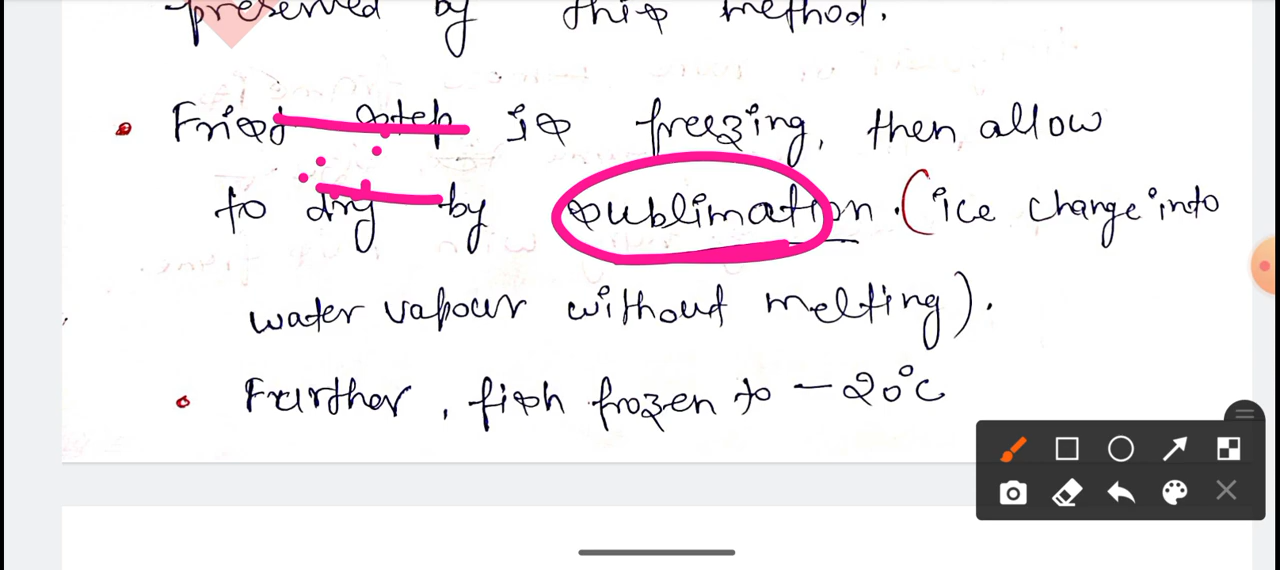 preserved by this method.
First step is freezing, then allow
to dry by sublimation. (ice change into
water vapour without melting).
Further, fish frozen to -20°C